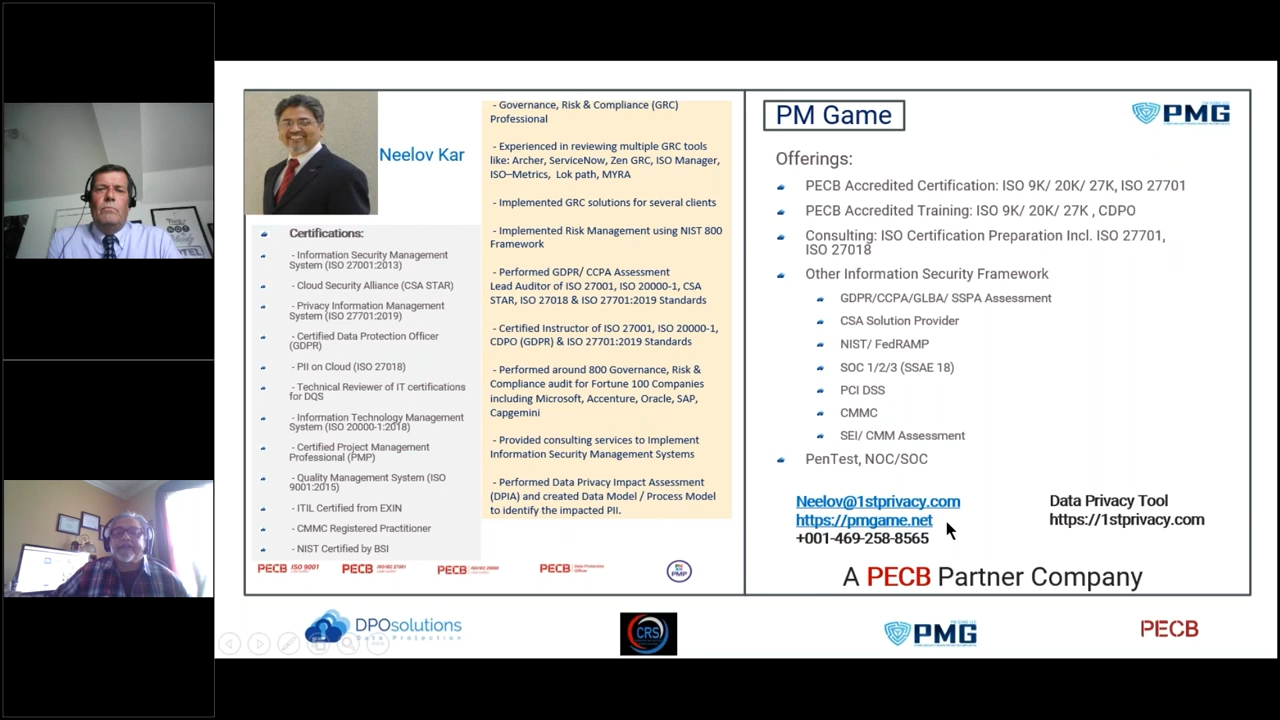 Neelov Kar
Certifications:
- Information Security Management
System (ISO 27001:2013)
- Cloud Security Alliance (CSA STAR)
- Privacy Information Management
System (ISO 27701:2019)
- Certified Data Protection Officer
(GDPR)
- PII on Cloud (ISO 27018)
- Technical Reviewer of IT certifications
for DQS
- Information Technology Management
System (ISO 20000-1:2018)
- Certified Project Management
Professional (PMP)
- Quality Management System (ISO
9001:2015)
- ITIL Certified from EXIN
- CMMC Registered Practitioner
- NIST Certified by BSI
- Governance, Risk & Compliance (GRC)
Professional
- Experienced in reviewing multiple GRC tools
like: Archer, ServiceNow, Zen GRC, ISO Manager,
ISO–Metrics, Lok path, MYRA
- Implemented GRC solutions for several clients
- Implemented Risk Management using NIST 800
Framework
- Performed GDPR/ CCPA Assessment
Lead Auditor of ISO 27001, ISO 20000-1, CSA
STAR, ISO 27018 & ISO 27701:2019 Standards
- Certified Instructor of ISO 27001, ISO 20000-1,
CDPO (GDPR) & ISO 27701:2019 Standards
- Performed around 800 Governance, Risk &
Compliance audit for Fortune 100 Companies
including Microsoft, Accenture, Oracle, SAP,
Capgemini
- Provided consulting services to Implement
Information Security Management Systems
- Performed Data Privacy Impact Assessment
(DPIA) and created Data Model / Process Model
to identify the impacted PII.
PECB ISO 9001
PECB ISO/IEC 27001
PECB ISO/IEC 20000
PECB Data Protection Officer
PMP
PM Game
PMG
Offerings:
PECB Accredited Certification: ISO 9K/ 20K/ 27K, ISO 27701
PECB Accredited Training: ISO 9K/ 20K/ 27K , CDPO
Consulting: ISO Certification Preparation Incl. ISO 27701,
ISO 27018
Other Information Security Framework
GDPR/CCPA/GLBA/ SSPA Assessment
CSA Solution Provider
NIST/ FedRAMP
SOC 1/2/3 (SSAE 18)
PCI DSS
CMMC
SEI/ CMM Assessment
PenTest, NOC/SOC
Neelov@1stprivacy.com
https://pmgame.net
+001-469-258-8565
Data Privacy Tool
https://1stprivacy.com
A PECB Partner Company
DPOsolutions
Data Protection
CRS
PMG
PECB